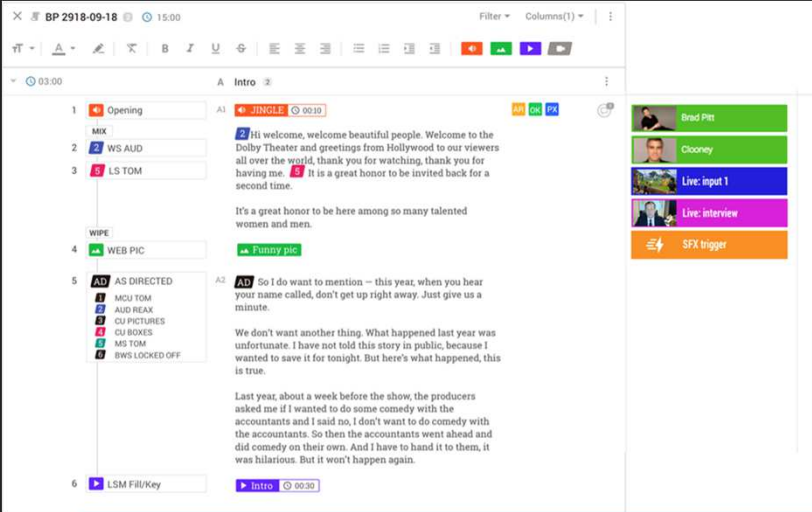 BP 2918-09-18 15:00
Filter Columns(1)
A B I U S
03:00 A Intro 2
1 Opening A1 JINGLE 00:10 AR OK PX
MIX
2 WS AUD
3 LS TOM
2 Hi welcome, welcome beautiful people. Welcome to the
Dolby Theater and greetings from Hollywood to our viewers
all over the world, thank you for watching, thank you for
having me. 5 It is a great honor to be invited back for a
second time.
It's a great honor to be here among so many talented
women and men.
WIPE
4 WEB PIC Funny pic
5 AD AS DIRECTED
1 MCU TOM
2 AUD REAX
3 CU PICTURES
4 CU BOXES
5 MS TOM
6 BWS LOCKED OFF
A2 AD So I do want to mention — this year, when you hear
your name called, don't get up right away. Just give us a
minute.
We don't want another thing. What happened last year was
unfortunate. I have not told this story in public, because I
wanted to save it for tonight. But here's what happened, this
is true.
Last year, about a week before the show, the producers
asked me if I wanted to do some comedy with the
accountants and I said no, I don't want to do comedy with
the accountants. So then the accountants went ahead and
did comedy on their own. And I have to hand it to them, it
was hilarious. But it won't happen again.
6 LSM Fill/Key Intro 00:30
Brad Pitt
Clooney
Live: input 1
Live: interview
SFX trigger